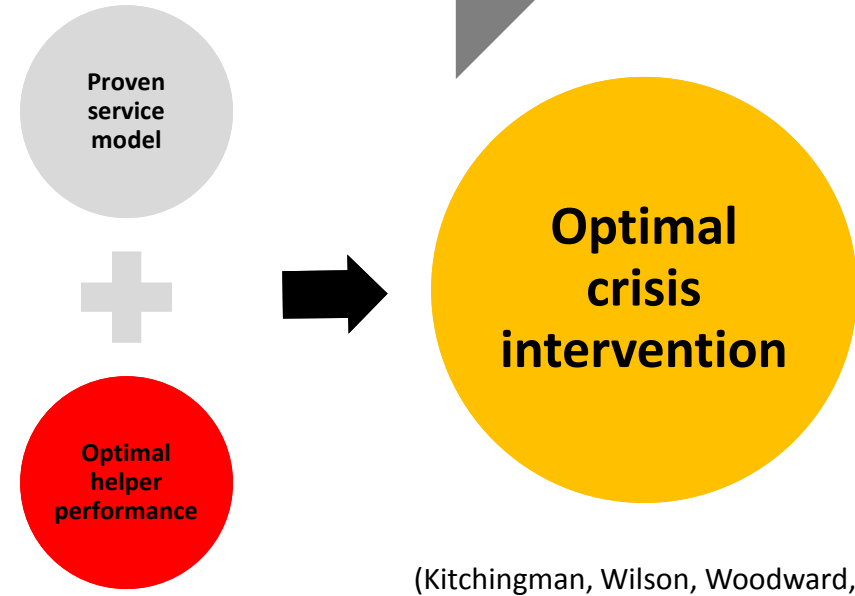 Proven
service
model
Optimal
helper
performance
Optimal
crisis
intervention
(Kitchingman, Wilson, Woodward,